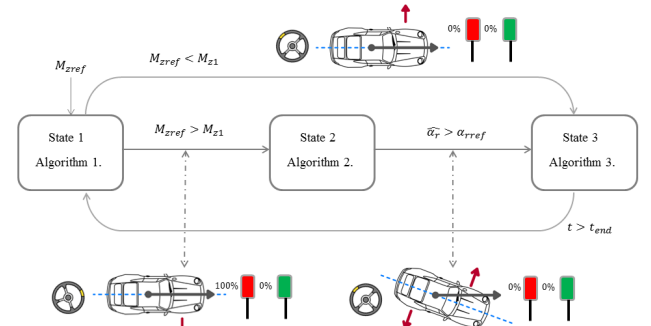 0% 0%
M_zref < M_z1
M_zref
State 1
Algorithm 1.
M_zref > M_z1
State 2
Algorithm 2.
α̂_r > α_rref
State 3
Algorithm 3.
t > t_end
100% 0%
0% 0%